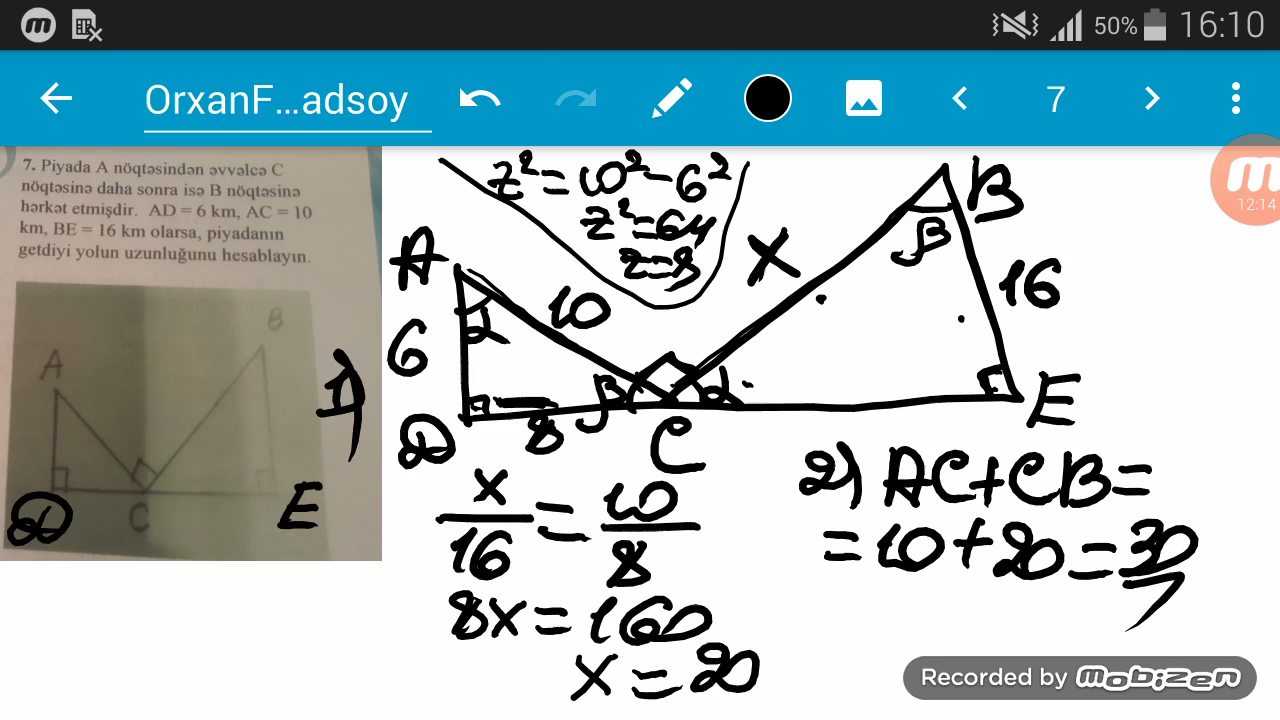 50% 16:10
OrxanF...adsoy 7
12:14
7. Piyada A nöqtəsindən əvvəlcə C
nöqtəsinə daha sonra isə B nöqtəsinə
hərkət etmişdir. AD = 6 km, AC = 10
km, BE = 16 km olarsa, piyadanın
getdiyi yolun uzunluğunu hesablayın.
A
B
D
C
E
1)
z²=10²-6²
z²=64
z=8
A
10
X
B
β
16
6
α
D
8
β
C
α
E
x/16=10/8
8x=160
x=20
2) AC+CB=
=10+20=30
Recorded by MOBIZEN